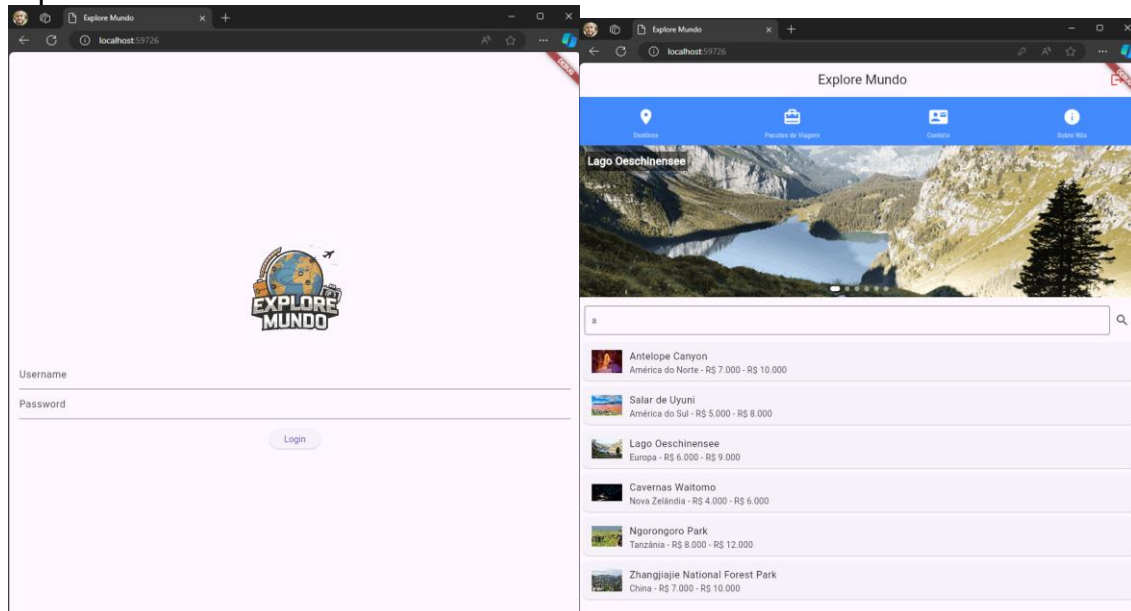 Explore Mundo
localhost:59726
DEBUG
EXPLORE
MUNDO
Username
Password
Login
Explore Mundo
localhost:59726
Explore Mundo
Destinos
Pacotes de Viagem
Contato
Sobre Nós
Lago Oeschinensee
a
Antelope Canyon
América do Norte - R$ 7.000 - R$ 10.000
Salar de Uyuni
América do Sul - R$ 5.000 - R$ 8.000
Lago Oeschinensee
Europa - R$ 6.000 - R$ 9.000
Cavernas Waitomo
Nova Zelândia - R$ 4.000 - R$ 6.000
Ngorongoro Park
Tanzânia - R$ 8.000 - R$ 12.000
Zhangjiajie National Forest Park
China - R$ 7.000 - R$ 10.000